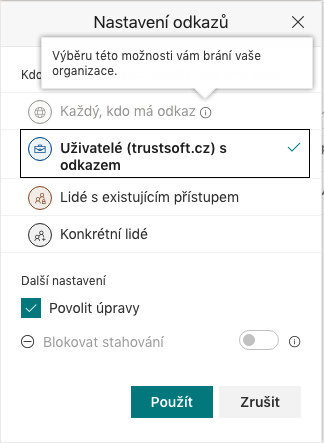 Nastavení odkazů
Výběru této možnosti vám brání vaše
organizace.
Kdo
Každý, kdo má odkaz
Uživatelé (trustsoft.cz) s
odkazem
Lidé s existujícím přístupem
Konkrétní lidé
Další nastavení
Povolit úpravy
Blokovat stahování
Použít
Zrušit